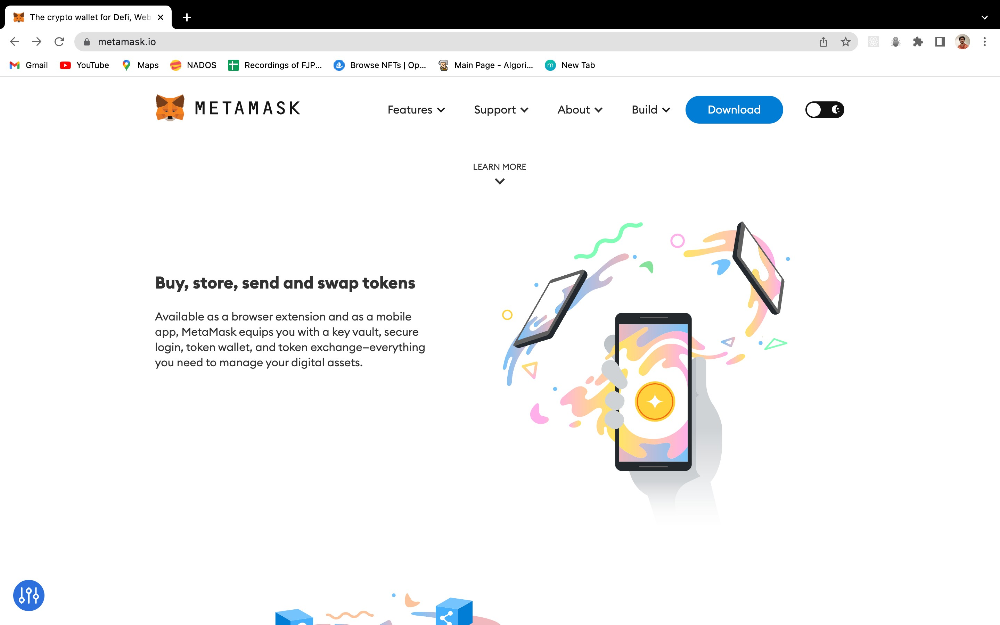 The crypto wallet for Defi, Web
metamask.io
Gmail YouTube Maps NADOS Recordings of FJP... Browse NFTs | Op... Main Page - Algori... m New Tab
METAMASK Features Support About Build Download
LEARN MORE
Buy, store, send and swap tokens
Available as a browser extension and as a mobile
app, MetaMask equips you with a key vault, secure
login, token wallet, and token exchange—everything
you need to manage your digital assets.